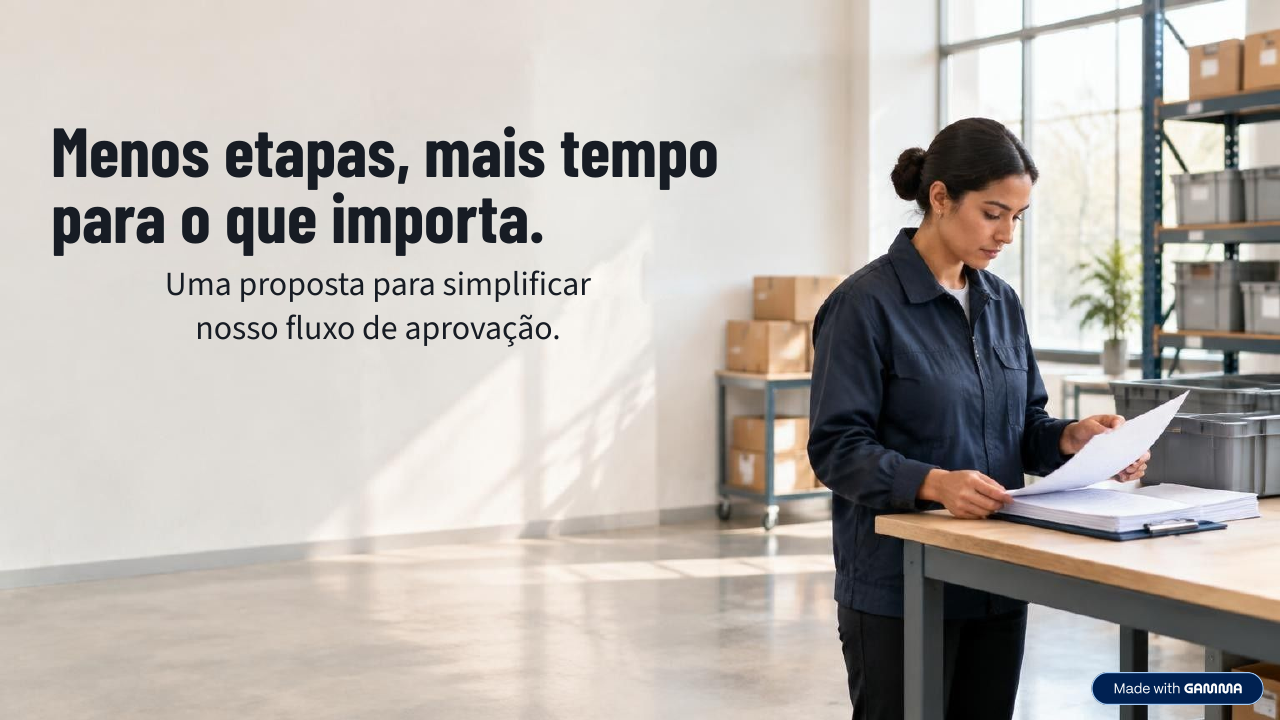 Menos etapas, mais tempo
para o que importa.
Uma proposta para simplificar
nosso fluxo de aprovação.
Made with GAMMA